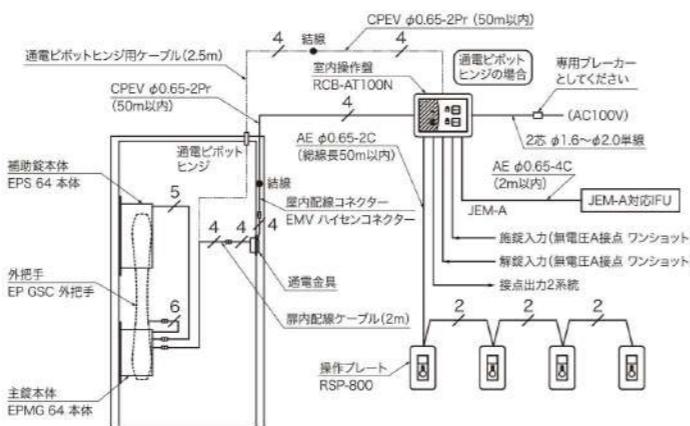 CPEV φ0.65-2Pr (50m以内)
4
結線
4
通電ピボットヒンジ用ケーブル(2.5m)
通電ピボット
ヒンジの場合
室内操作盤
RCB-AT100N
専用ブレーカー
としてください
CPEV φ0.65-2Pr
(50m以内)
4
(AC100V)
2芯 φ1.6～φ2.0単線
AE φ0.65-2C
(総線長50m以内)
通電ピボット
ヒンジ
AE φ0.65-4C
(2m以内)
補助錠本体
EPS 64 本体
5
結線
屋内配線コネクター
EMV ハイセンコネクター
JEM-A
JEM-A対応IFU
4
4
4
施錠入力(無電圧A接点 ワンショット
解錠入力(無電圧A接点 ワンショット
外把手
EP GSC 外把手
通電金具
接点出力2系統
6
扉内配線ケーブル(2m)
2
2
2
操作プレート
RSP-800
主錠本体
EPMG 64 本体